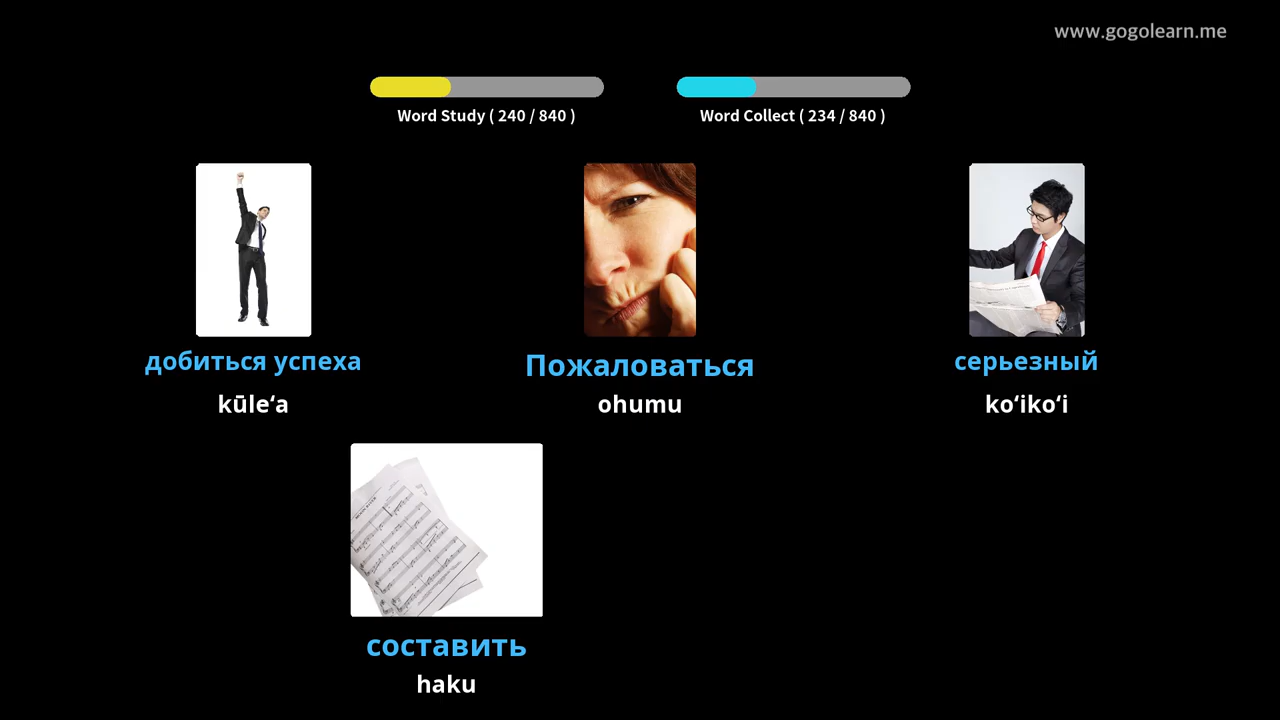 www.gogolearn.me
Word Study ( 240 / 840 )
Word Collect ( 234 / 840 )
добиться успеха
kūleʻa
Пожаловаться
ohumu
серьезный
koʻikoʻi
составить
haku